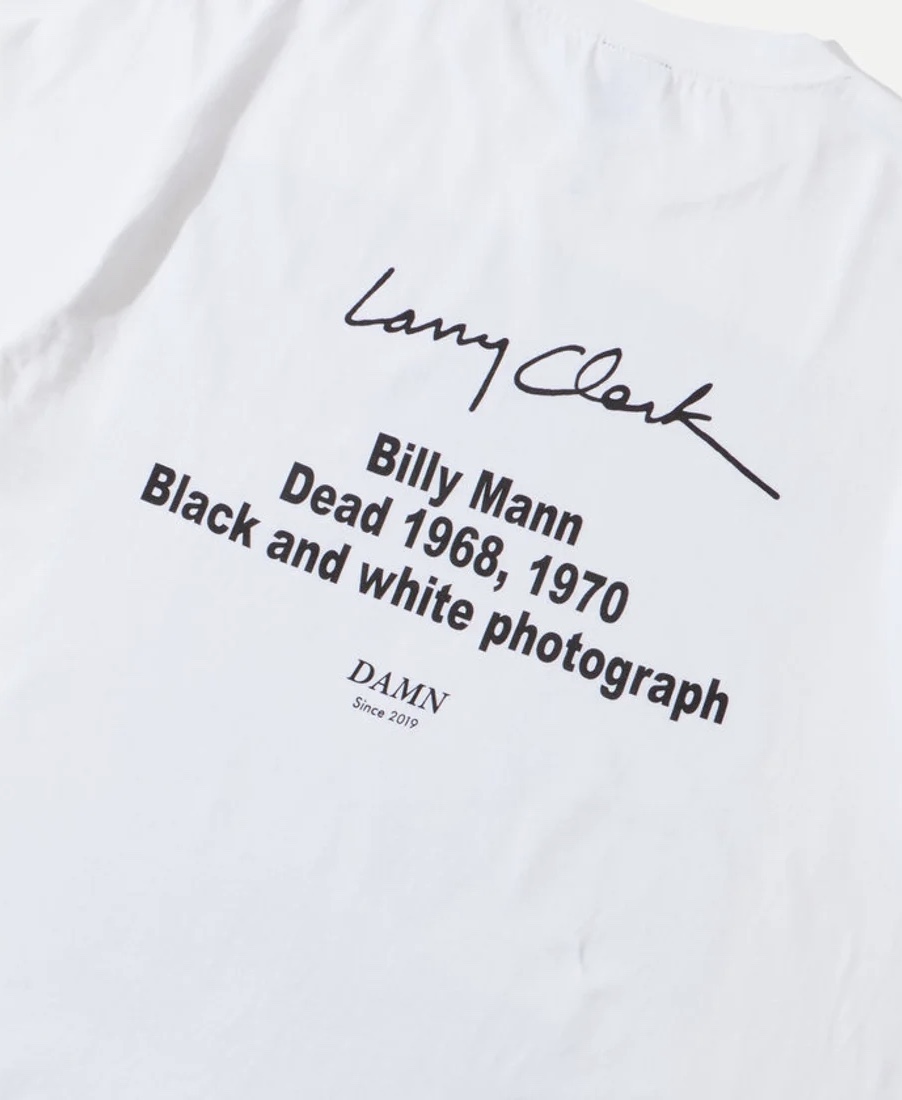 Larry Clark
Billy Mann
Dead 1968, 1970
Black and white photograph
DAMN
Since 2019